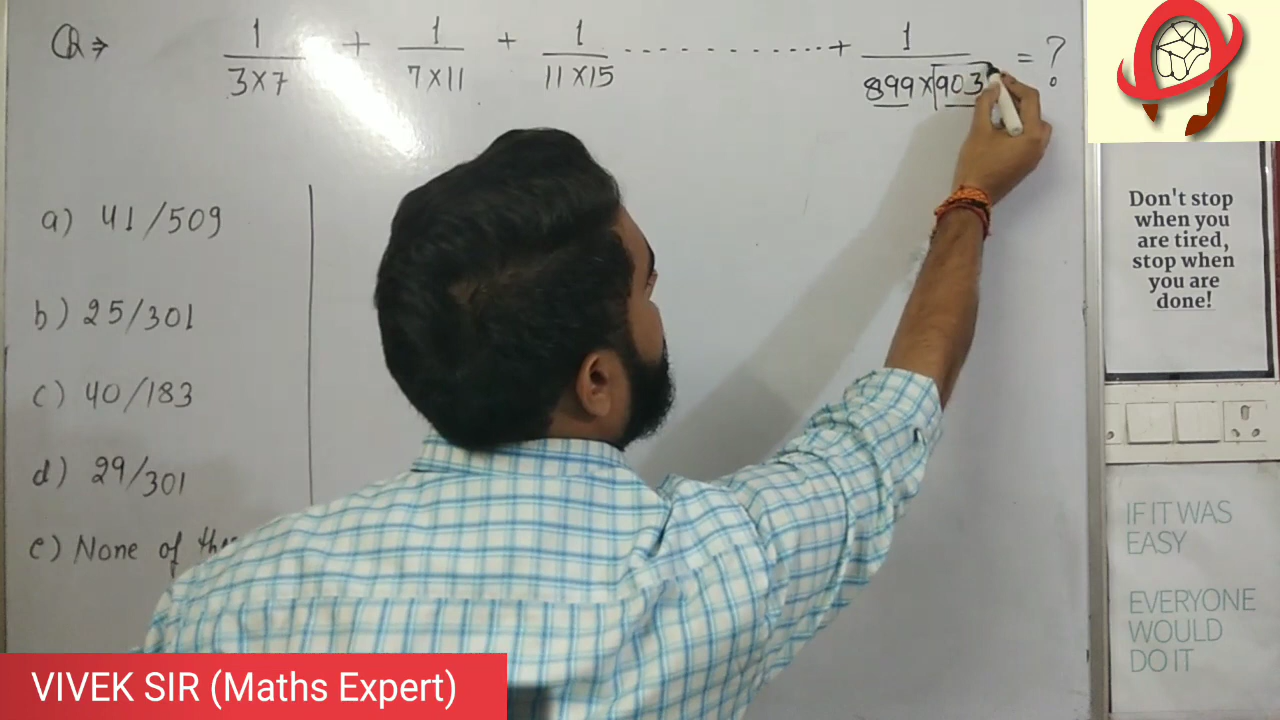 Q ⇒ 1/3×7 + 1/7×11 + 1/11×15 ............ + 1/899×903 = ?
a) 41/509
b) 25/301
c) 40/183
d) 29/301
e) None of
Don't stop
when you
are tired,
stop when
you are
done!
IF IT WAS
EASY
EVERYONE
WOULD
DO IT
VIVEK SIR (Maths Expert)